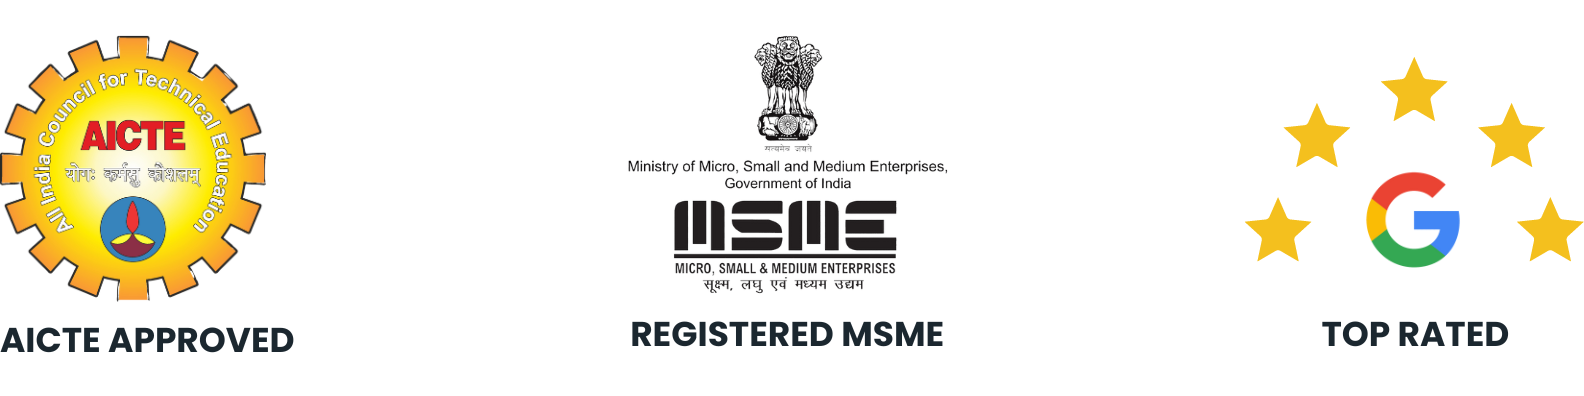 All India Council for Technical Education
AICTE
योगः कर्मसु कौशलम्
AICTE APPROVED
सत्यमेव जयते
Ministry of Micro, Small and Medium Enterprises,
Government of India
MSME
MICRO, SMALL & MEDIUM ENTERPRISES
सूक्ष्म, लघु एवं मध्यम उद्यम
REGISTERED MSME
G
TOP RATED